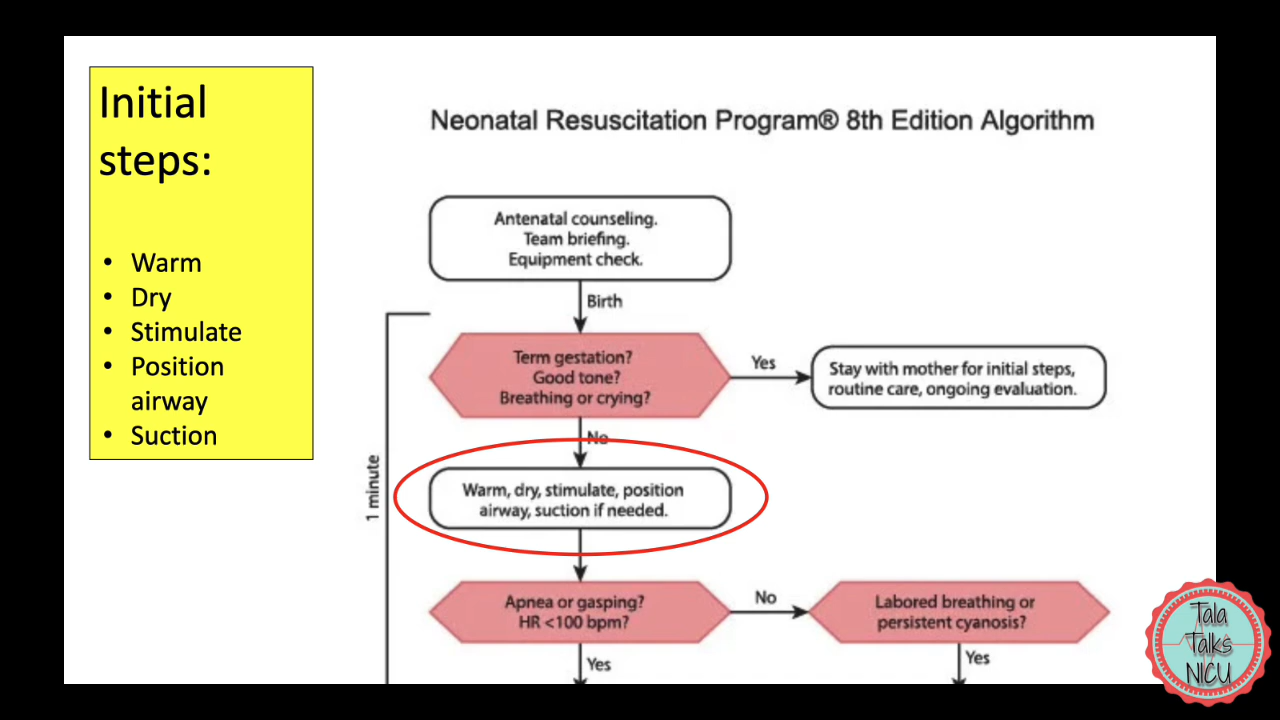 Initial
steps:
• Warm
• Dry
• Stimulate
• Position
airway
• Suction
Neonatal Resuscitation Program® 8th Edition Algorithm
Antenatal counseling.
Team briefing.
Equipment check.
Birth
Term gestation?
Good tone?
Breathing or crying?
Yes
Stay with mother for initial steps,
routine care, ongoing evaluation.
No
1 minute
Warm, dry, stimulate, position
airway, suction if needed.
Apnea or gasping?
HR <100 bpm?
No
Labored breathing or
persistent cyanosis?
Yes
Yes
Tala
Talks
NICU